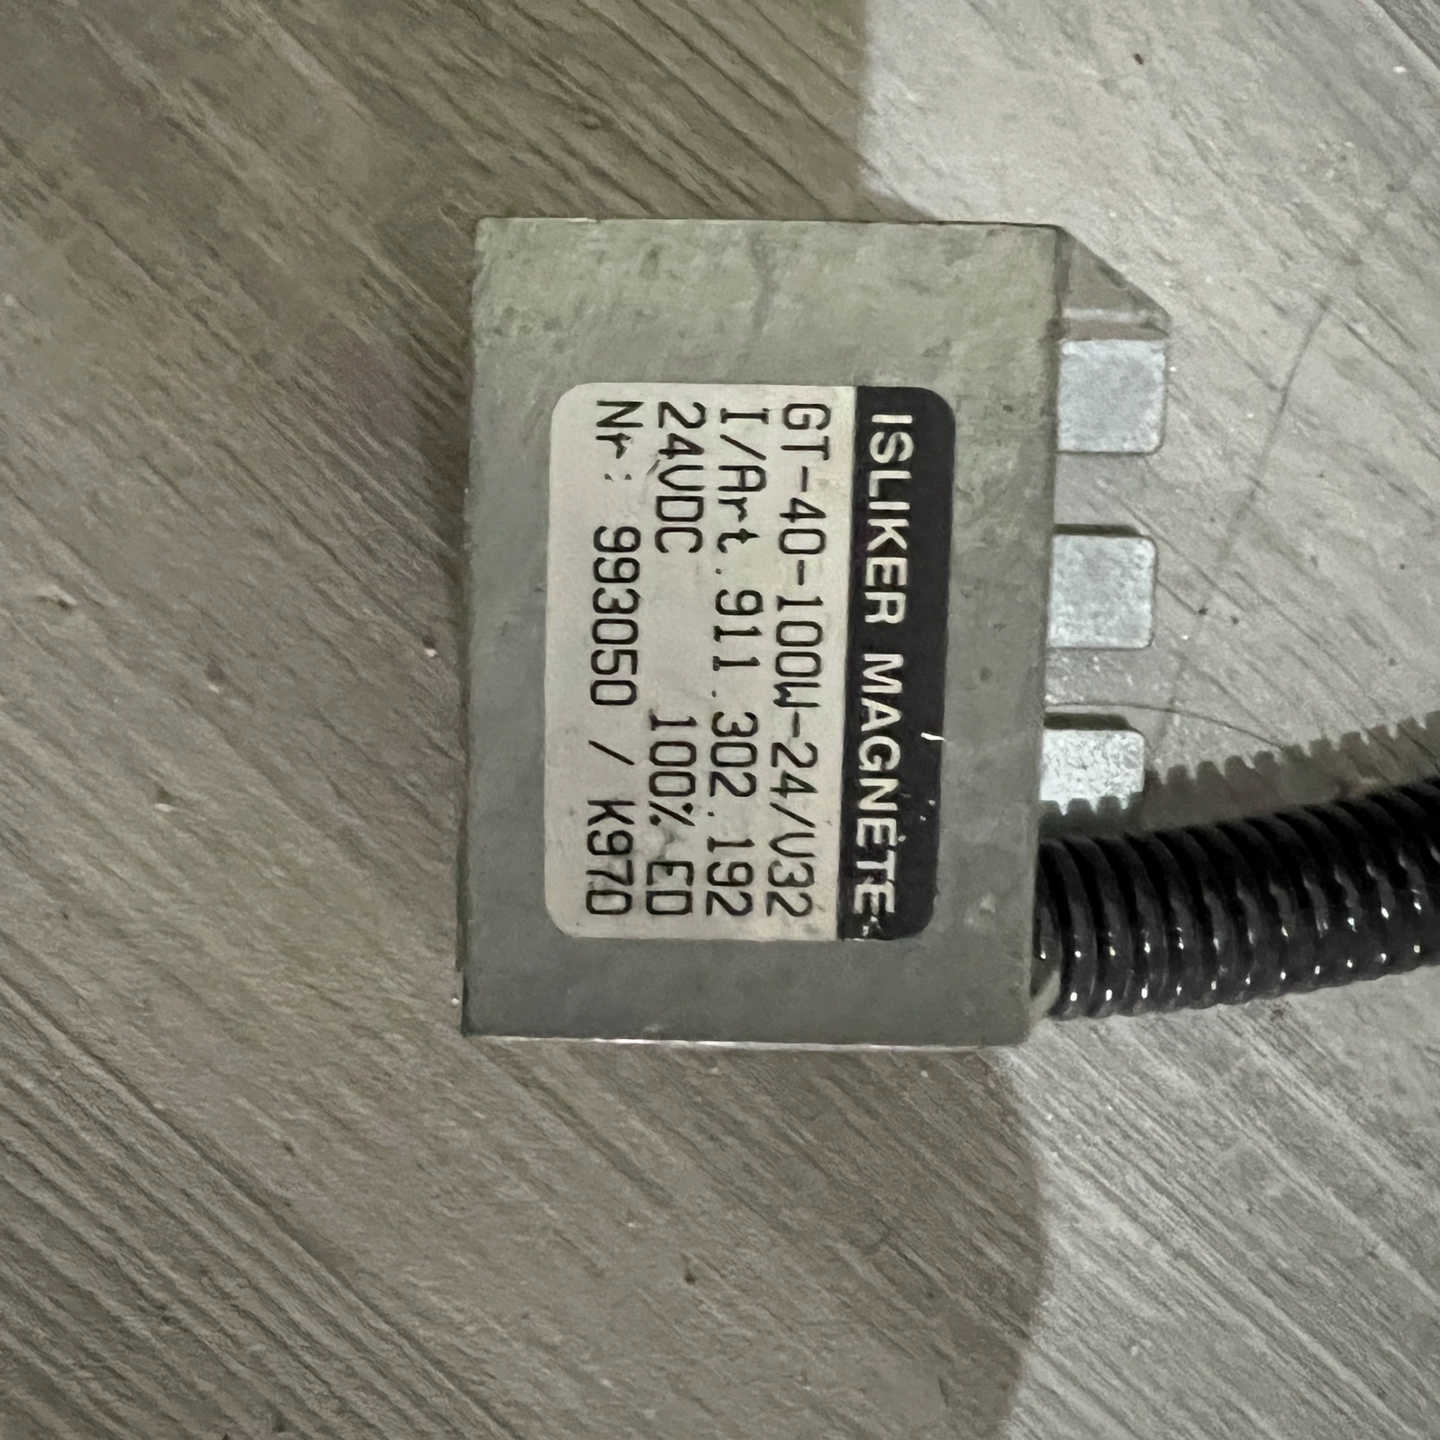 ISLIKER MAGNETE
GT-40-100W-24/V32
I/Art.911.302.192
24VDC 100% ED
Nr: 993050 / K970